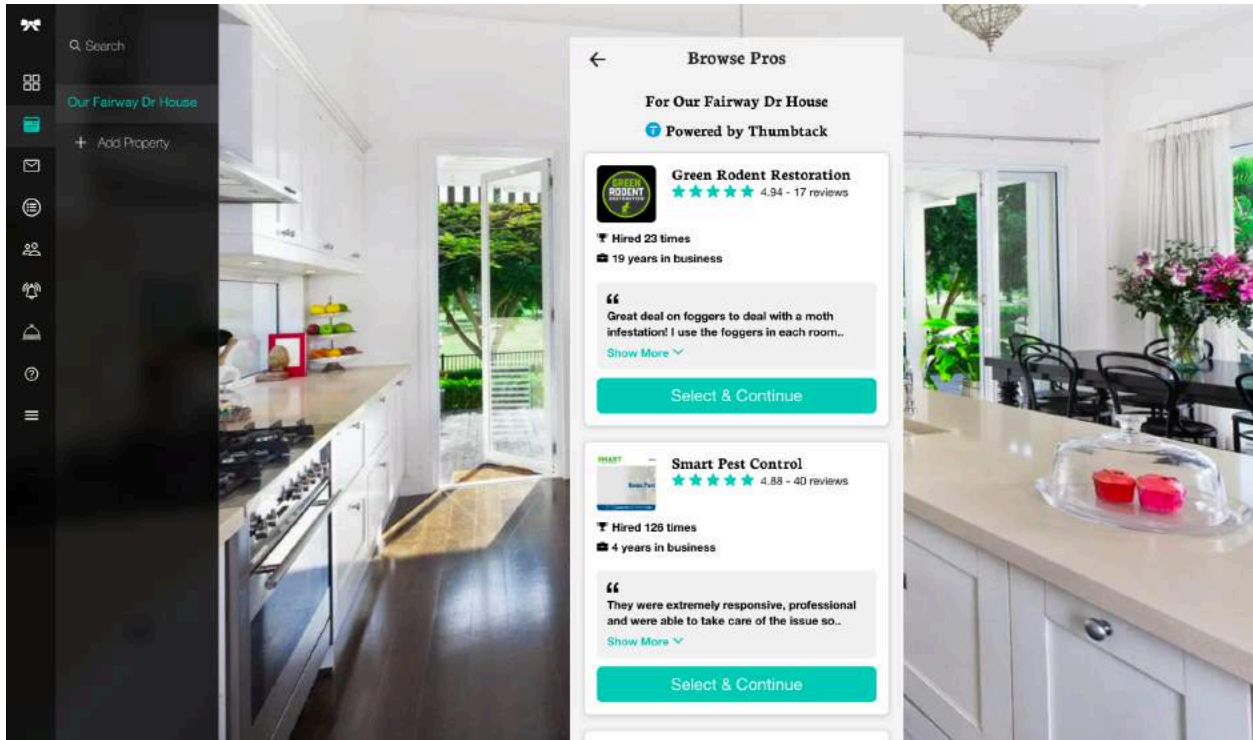 Search
Our Fairway Dr House
+ Add Property
Browse Pros
For Our Fairway Dr House
Powered by Thumbtack
GREEN
RODENT
RESTORATION
Green Rodent Restoration
4.94 - 17 reviews
Hired 23 times
19 years in business
“
Great deal on foggers to deal with a moth
infestation! I use the foggers in each room..
Show More
Select & Continue
SMART
Smart Pest Control
4.88 - 40 reviews
Hired 126 times
4 years in business
“
They were extremely responsive, professional
and were able to take care of the issue so..
Show More
Select & Continue